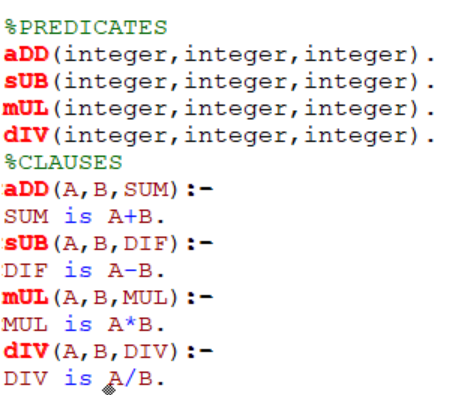 %PREDICATES
aDD(integer,integer,integer).
sUB(integer,integer,integer).
mUL(integer,integer,integer).
dIV(integer,integer,integer).
%CLAUSES
aDD(A,B,SUM):-
SUM is A+B.
sUB(A,B,DIF):-
DIF is A-B.
mUL(A,B,MUL):-
MUL is A*B.
dIV(A,B,DIV):-
DIV is A/B.